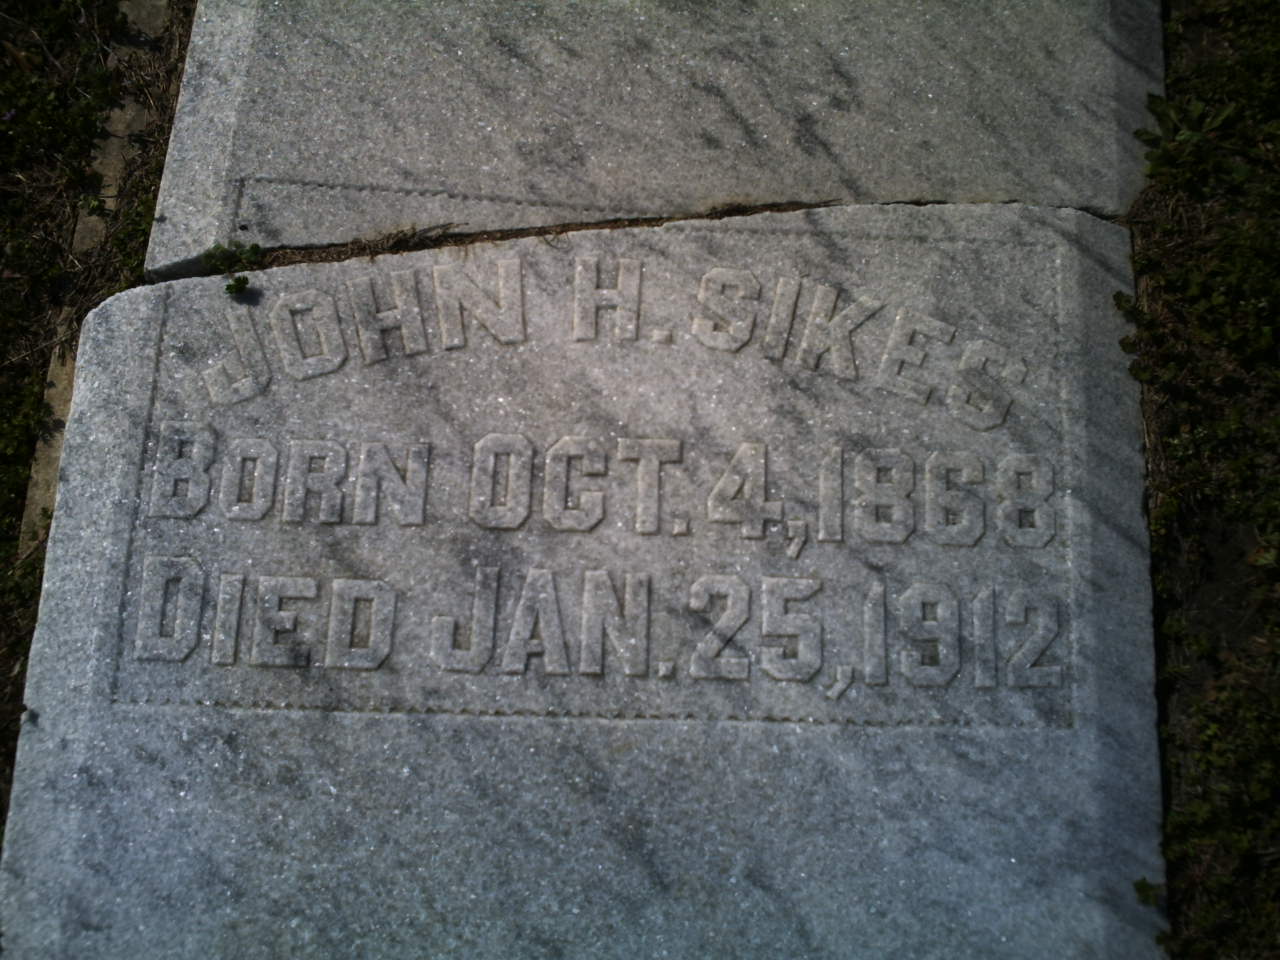 JOHN H. SIKES
BORN OCT. 4, 1868
DIED JAN. 25, 1912